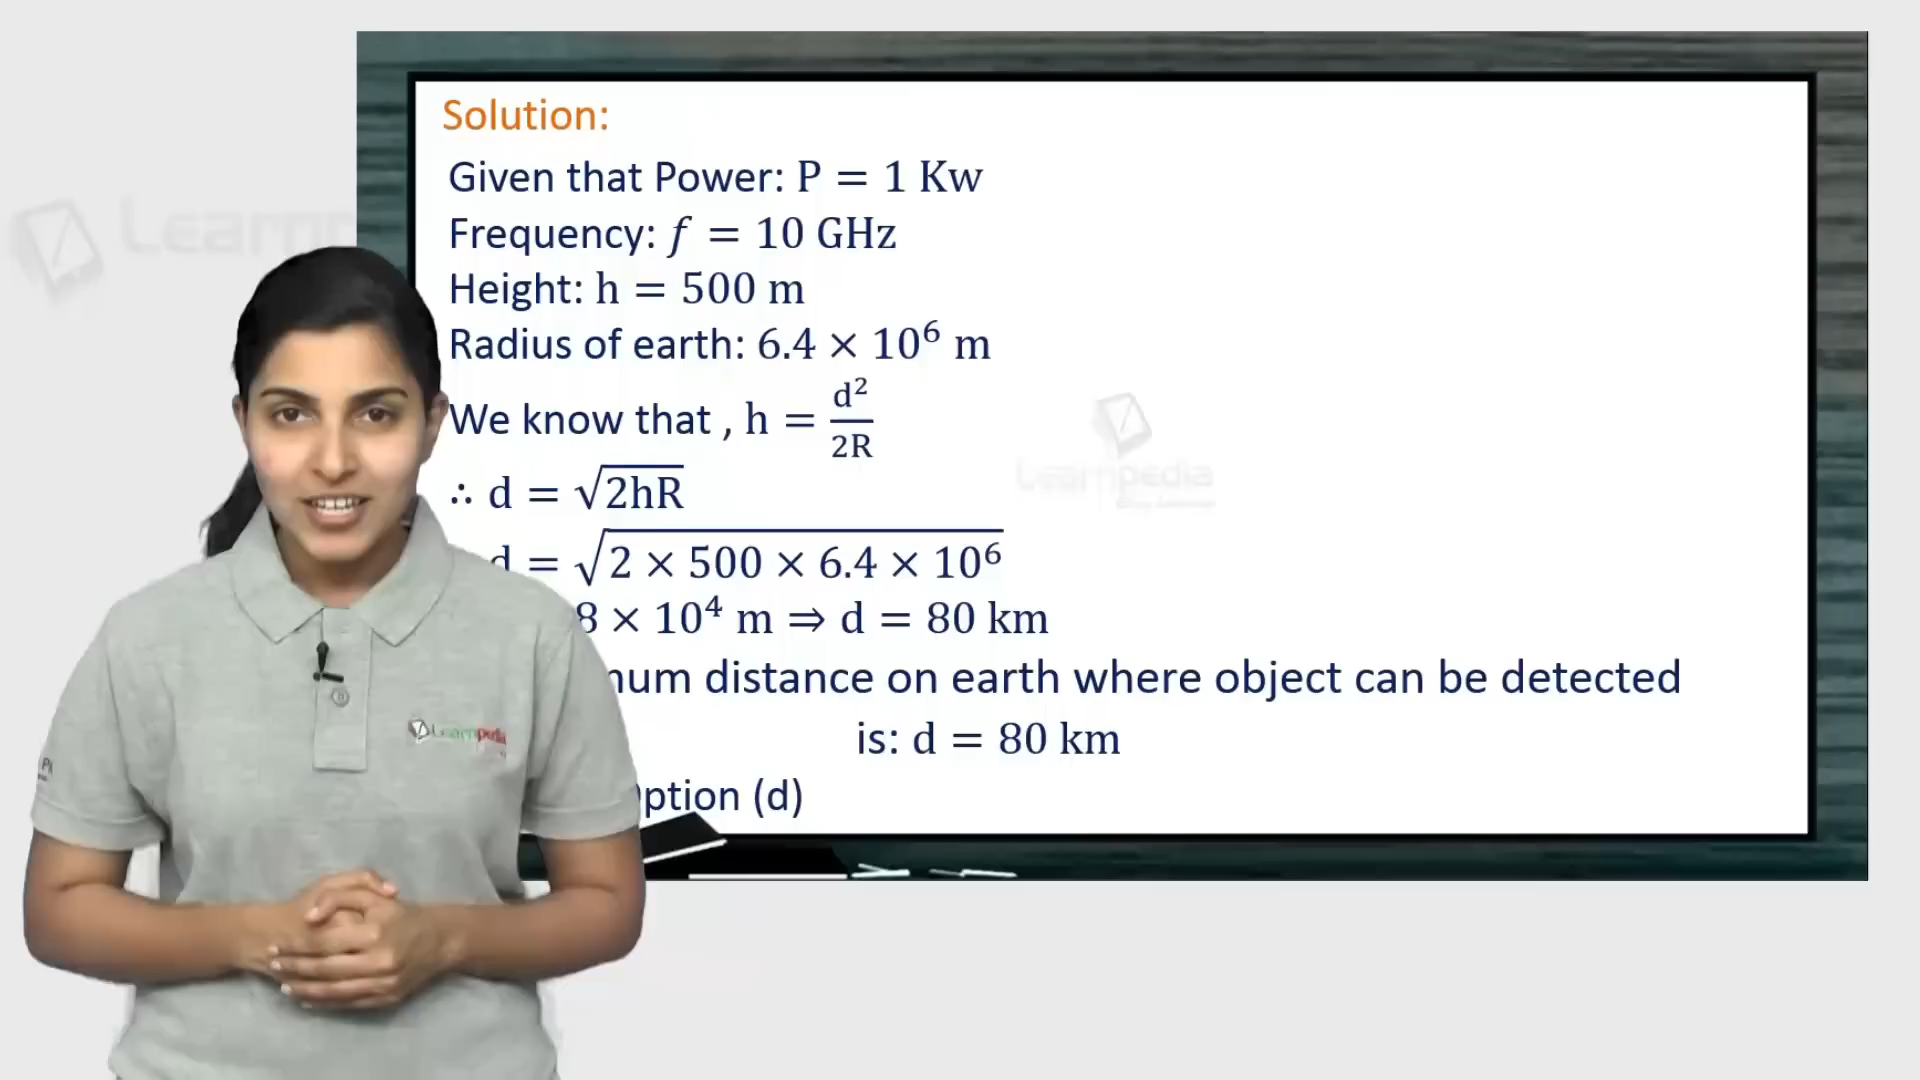 Solution:
Given that Power: P = 1 Kw
Frequency: f = 10 GHz
Height: h = 500 m
Radius of earth: 6.4 × 10⁶ m
We know that , h = d²/2R
∴ d = √2hR
d = √2 × 500 × 6.4 × 10⁶
8 × 10⁴ m ⇒ d = 80 km
distance on earth where object can be detected
is: d = 80 km
(d)
Learnpedia
Learnpedia